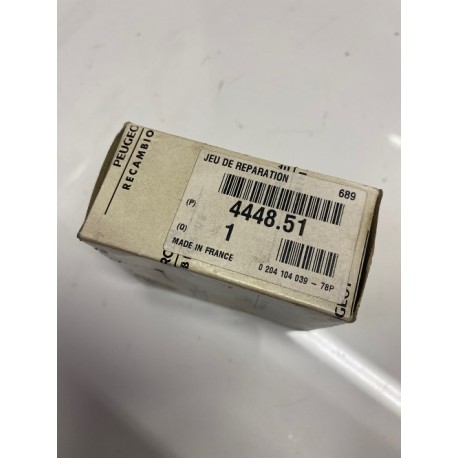 PEUGEO
RECAMBIO
JEU DE REPARATION
689
(P) 4448.51
(Q) 1
MADE IN FRANCE
0 204 104 039 - 78P